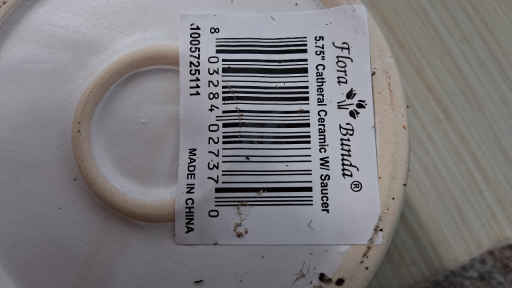 Flora Bunda®
5.75" Catheral Ceramic W/ Saucer
8 03284 02737 0
1005725111
MADE IN CHINA